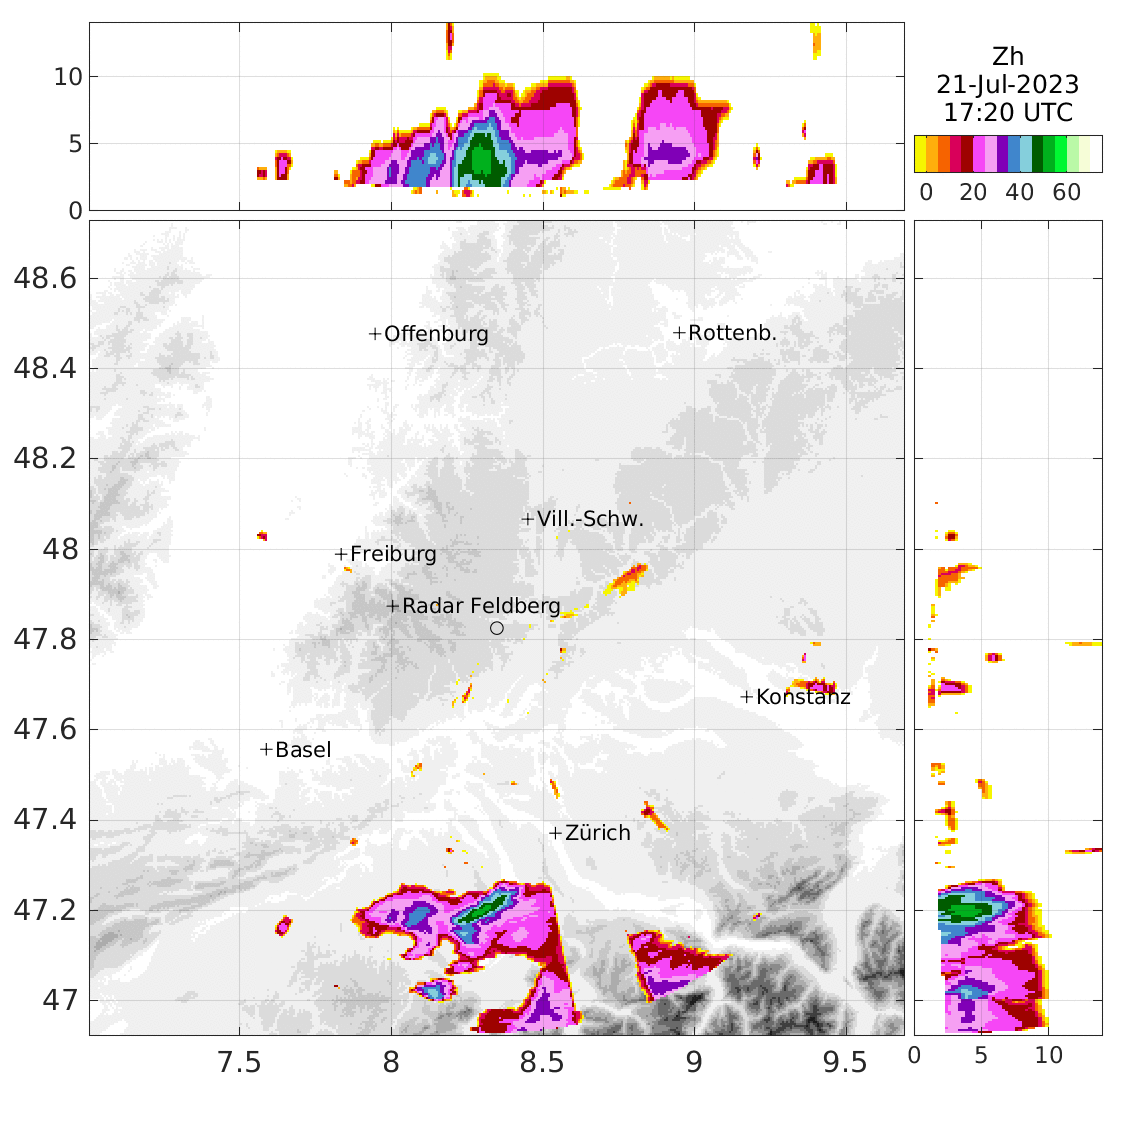 10
5
0
Zh
21-Jul-2023
17:20 UTC
0 20 40 60
48.6
48.4
48.2
48
47.8
47.6
47.4
47.2
47
+Offenburg
+Rottenb.
+Vill.-Schw.
+Freiburg
+Radar Feldberg
+Konstanz
+Basel
+Zürich
7.5 8 8.5 9 9.5
0 5 10